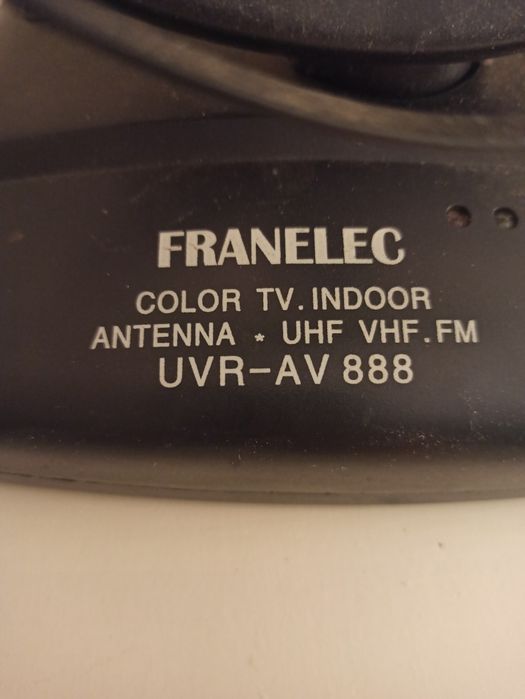 FRANELEC
COLOR TV. INDOOR
ANTENNA * UHF VHF.FM
UVR-AV 888